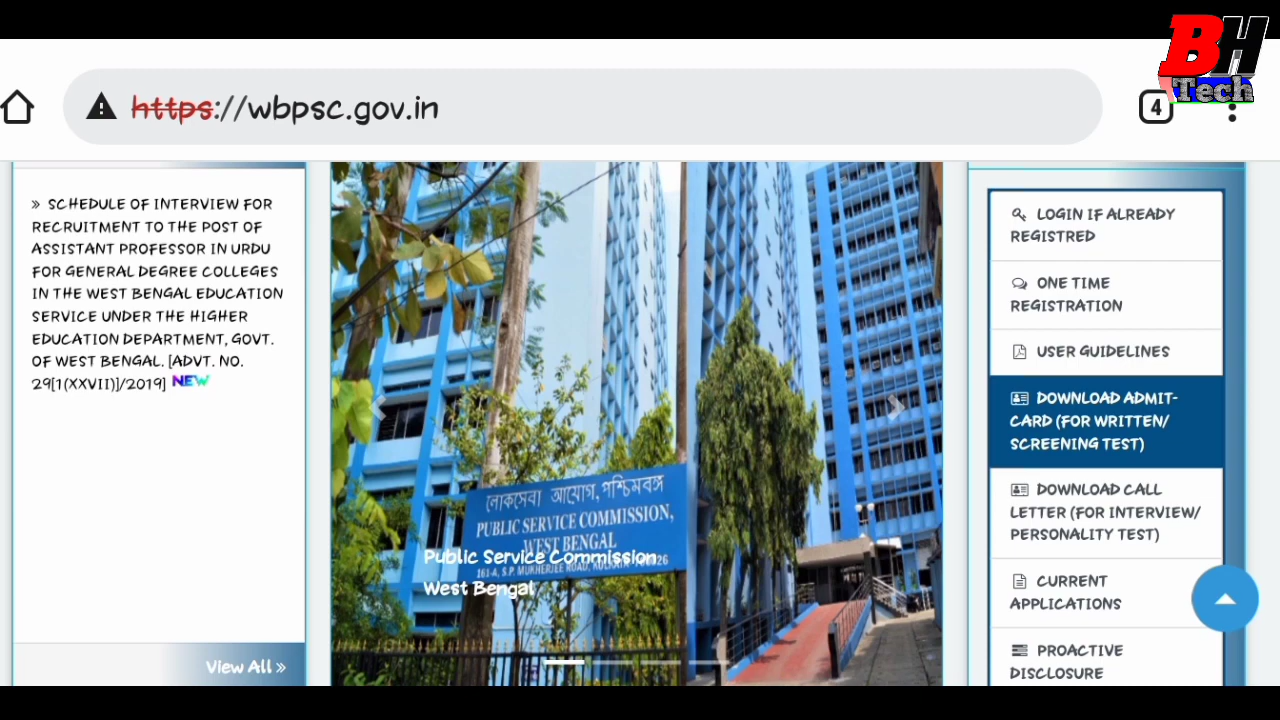 BH
Tech
https://wbpsc.gov.in
4
» SCHEDULE OF INTERVIEW FOR
RECRUITMENT TO THE POST OF
ASSISTANT PROFESSOR IN URDU
FOR GENERAL DEGREE COLLEGES
IN THE WEST BENGAL EDUCATION
SERVICE UNDER THE HIGHER
EDUCATION DEPARTMENT, GOVT.
OF WEST BENGAL. [ADVT. NO.
29[1(XXVII)]/2019] NEW
View All »
লোকসেবা আয়োগ, পশ্চিমবঙ্গ
PUBLIC SERVICE COMMISSION,
WEST BENGAL
161-A, S.P. MUKHERJEE ROAD,
Public Service Commission
West Bengal
LOGIN IF ALREADY
REGISTRED
ONE TIME
REGISTRATION
USER GUIDELINES
DOWNLOAD ADMIT-
CARD (FOR WRITTEN/
SCREENING TEST)
DOWNLOAD CALL
LETTER (FOR INTERVIEW/
PERSONALITY TEST)
CURRENT
APPLICATIONS
PROACTIVE
DISCLOSURE